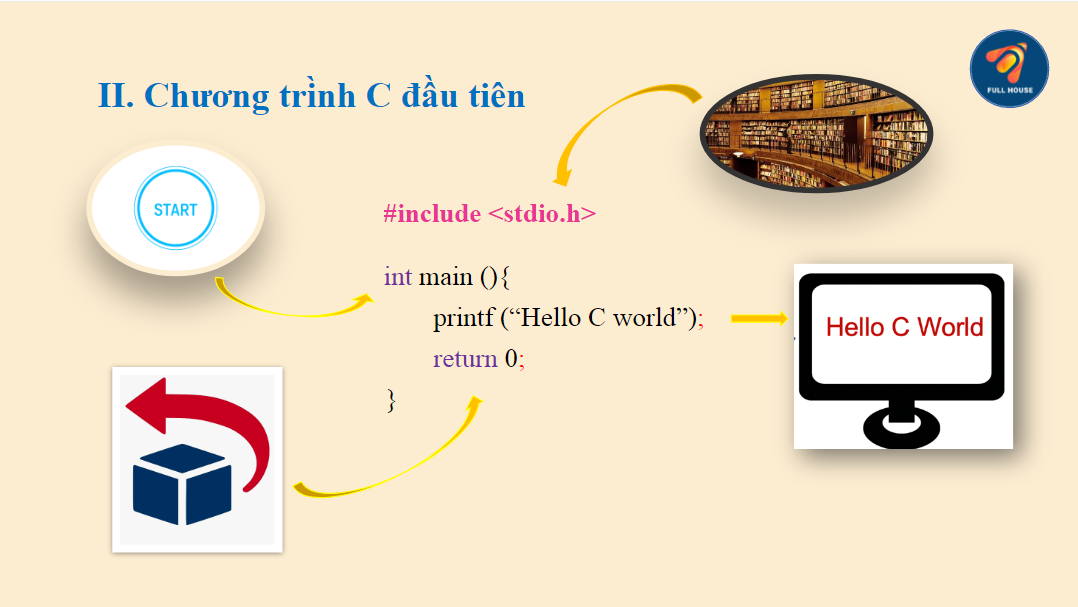 II. Chương trình C đầu tiên
FULL HOUSE
START
#include <stdio.h>
int main (){
printf (“Hello C world”);
return 0;
}
Hello C World